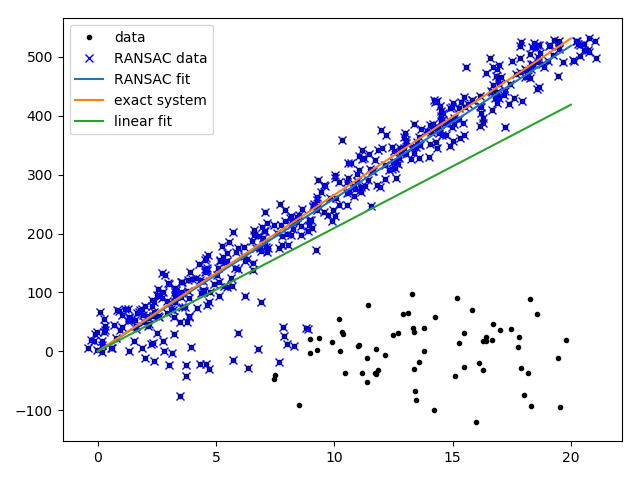 data
RANSAC data
RANSAC fit
exact system
linear fit
500
400
300
200
100
0
−100
0 5 10 15 20